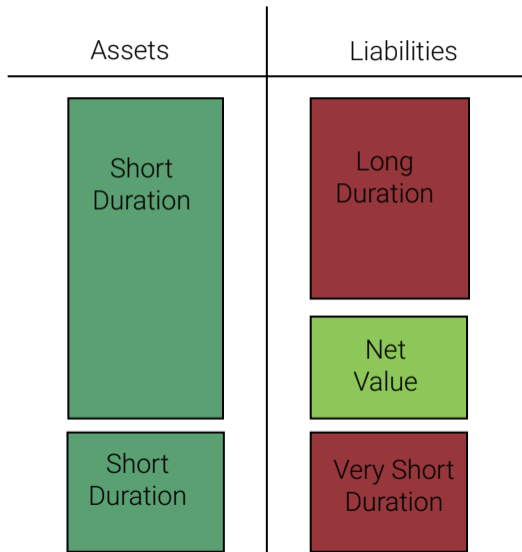 Assets
Liabilities
Short
Duration
Long
Duration
Net
Value
Short
Duration
Very Short
Duration